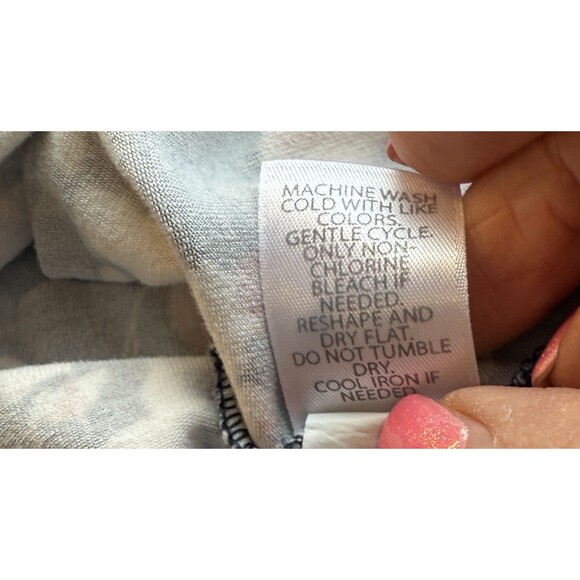 MACHINE WASH
COLD WITH LIKE
COLORS.
GENTLE CYCLE.
ONLY NON-
CHLORINE
BLEACH IF
NEEDED.
RESHAPE AND
DRY FLAT.
DO NOT TUMBLE
DRY.
COOL IRON IF
NEEDED